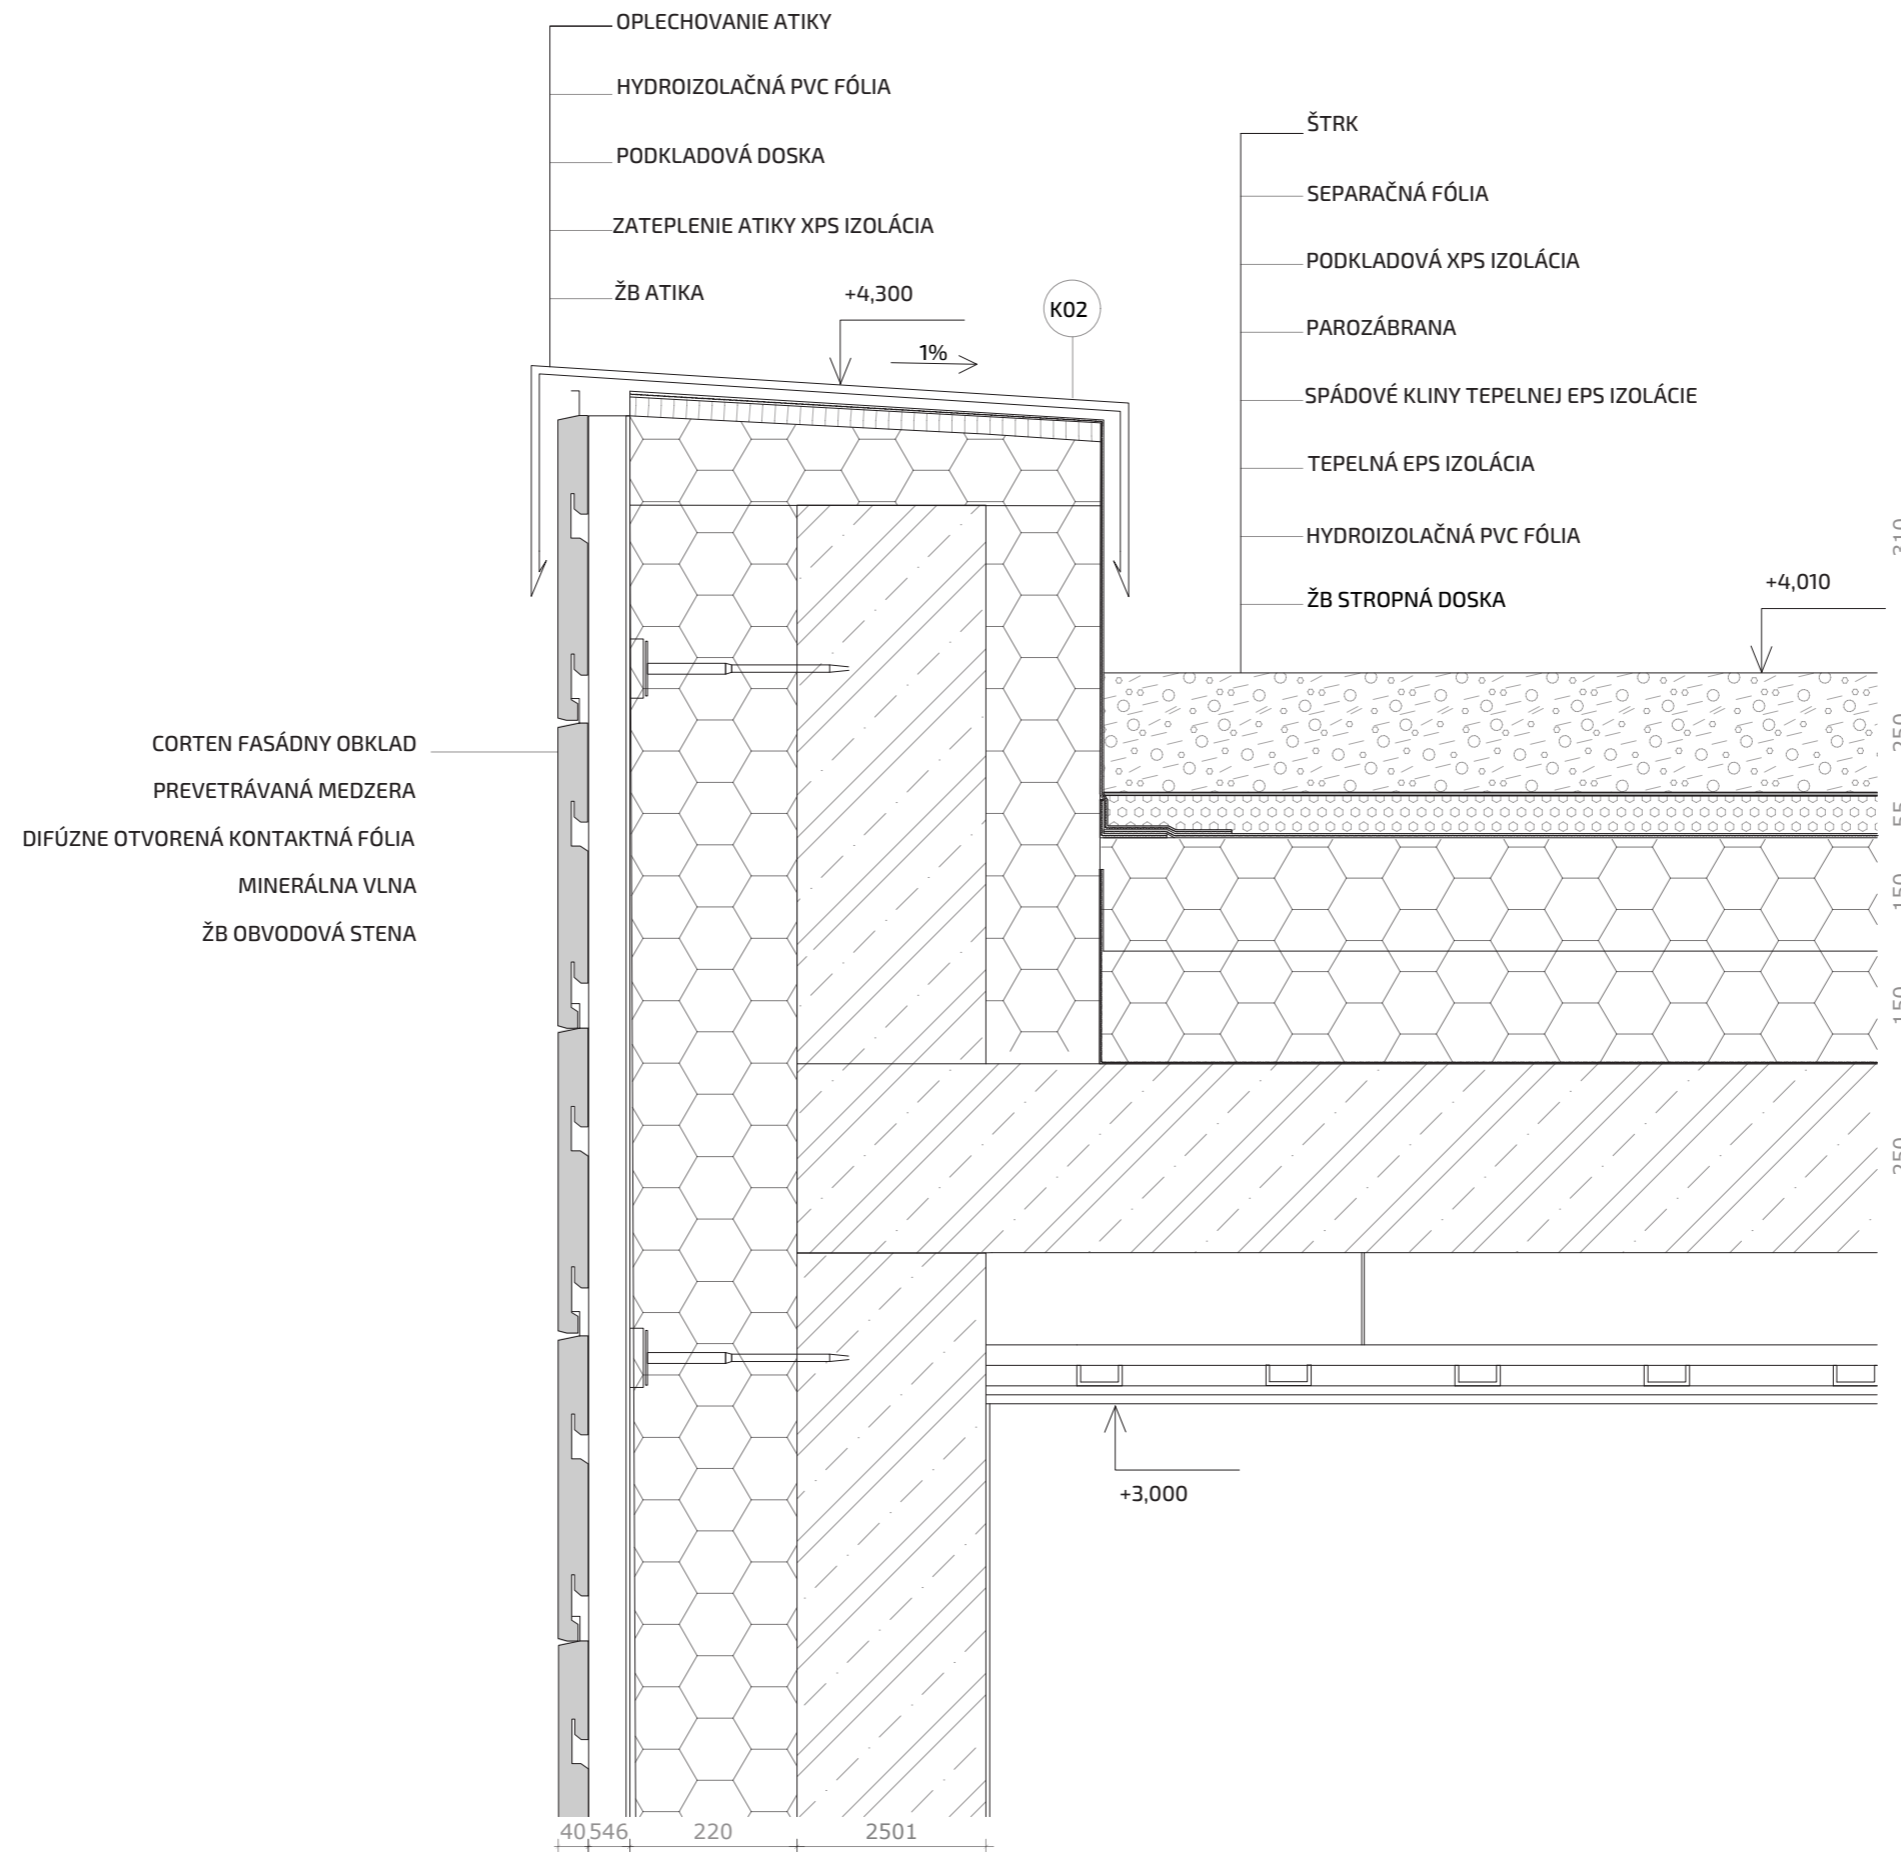 OPLECHOVANIE ATIKY
HYDROIZOLAČNÁ PVC FÓLIA
PODKLADOVÁ DOSKA
ZATEPLENIE ATIKY XPS IZOLÁCIA
ŽB ATIKA
+4,300
1%
K02
ŠTRK
SEPARAČNÁ FÓLIA
PODKLADOVÁ XPS IZOLÁCIA
PAROZÁBRANA
SPÁDOVÉ KLINY TEPELNEJ EPS IZOLÁCIE
TEPELNÁ EPS IZOLÁCIA
HYDROIZOLAČNÁ PVC FÓLIA
ŽB STROPNÁ DOSKA
+4,010
CORTEN FASÁDNY OBKLAD
PREVETRÁVANÁ MEDZERA
DIFÚZNE OTVORENÁ KONTAKTNÁ FÓLIA
MINERÁLNA VLNA
ŽB OBVODOVÁ STENA
150
150
+3,000
40 546 220 2501